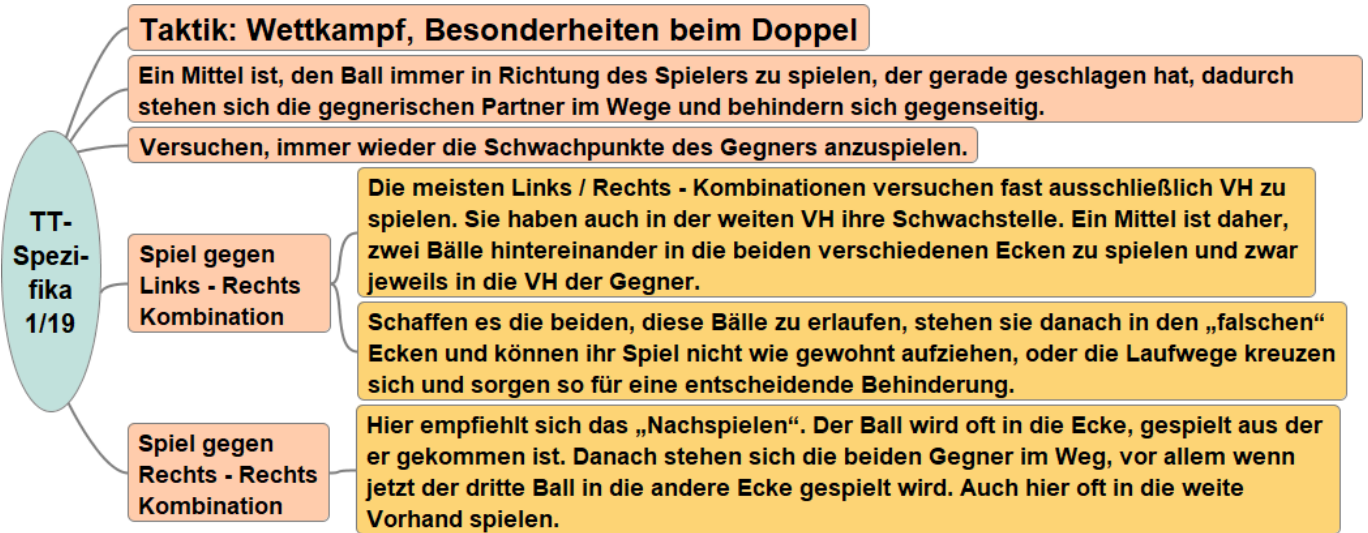 TT-
Spezi-
fika
1/19
Taktik: Wettkampf, Besonderheiten beim Doppel
Ein Mittel ist, den Ball immer in Richtung des Spielers zu spielen, der gerade geschlagen hat, dadurch
stehen sich die gegnerischen Partner im Wege und behindern sich gegenseitig.
Versuchen, immer wieder die Schwachpunkte des Gegners anzuspielen.
Spiel gegen
Links - Rechts
Kombination
Die meisten Links / Rechts - Kombinationen versuchen fast ausschließlich VH zu
spielen. Sie haben auch in der weiten VH ihre Schwachstelle. Ein Mittel ist daher,
zwei Bälle hintereinander in die beiden verschiedenen Ecken zu spielen und zwar
jeweils in die VH der Gegner.
Schaffen es die beiden, diese Bälle zu erlaufen, stehen sie danach in den „falschen“
Ecken und können ihr Spiel nicht wie gewohnt aufziehen, oder die Laufwege kreuzen
sich und sorgen so für eine entscheidende Behinderung.
Spiel gegen
Rechts - Rechts
Kombination
Hier empfiehlt sich das „Nachspielen“. Der Ball wird oft in die Ecke, gespielt aus der
er gekommen ist. Danach stehen sich die beiden Gegner im Weg, vor allem wenn
jetzt der dritte Ball in die andere Ecke gespielt wird. Auch hier oft in die weite
Vorhand spielen.